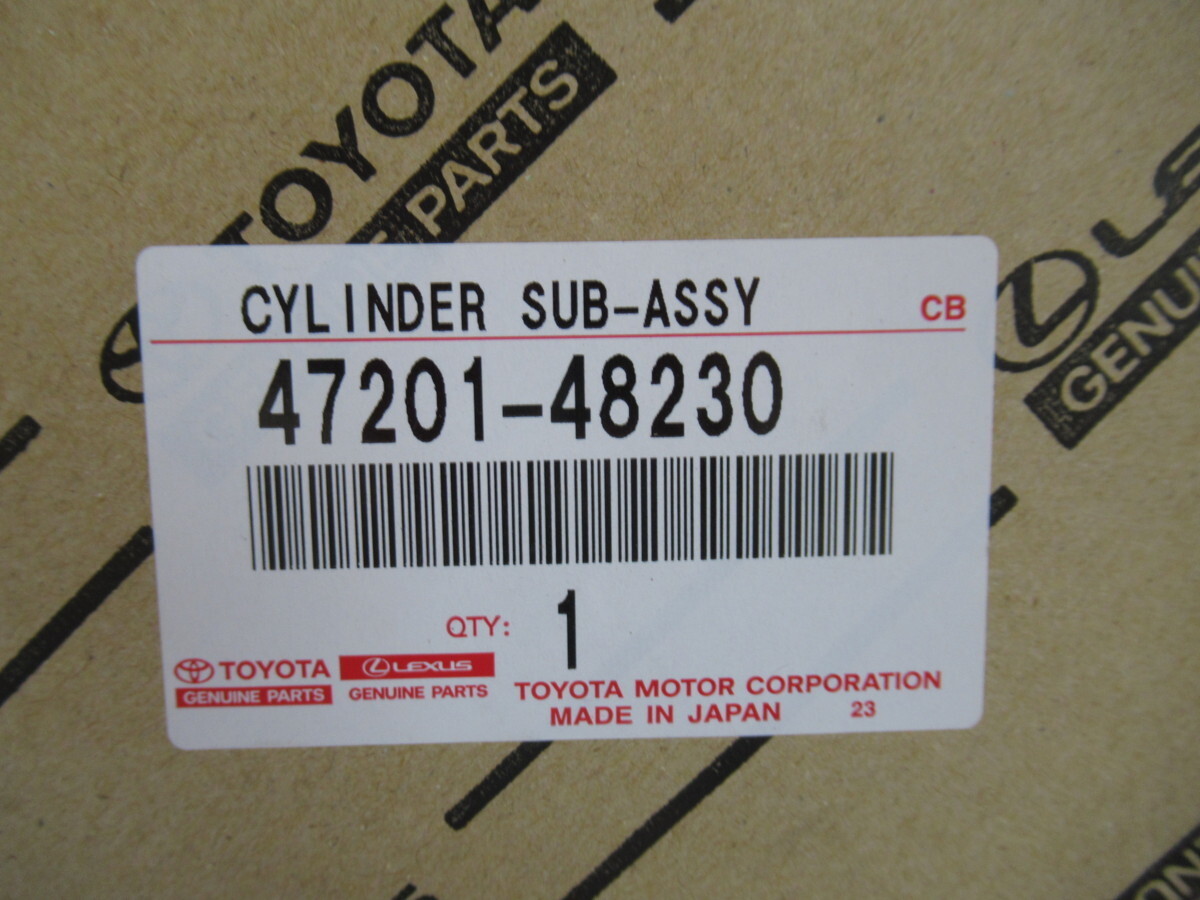 TOYOTA
PARTS
GENU
CYLINDER SUB-ASSY
CB
47201-48230
QTY: 1
TOYOTA
GENUINE PARTS
LEXUS
GENUINE PARTS
TOYOTA MOTOR CORPORATION
MADE IN JAPAN 23